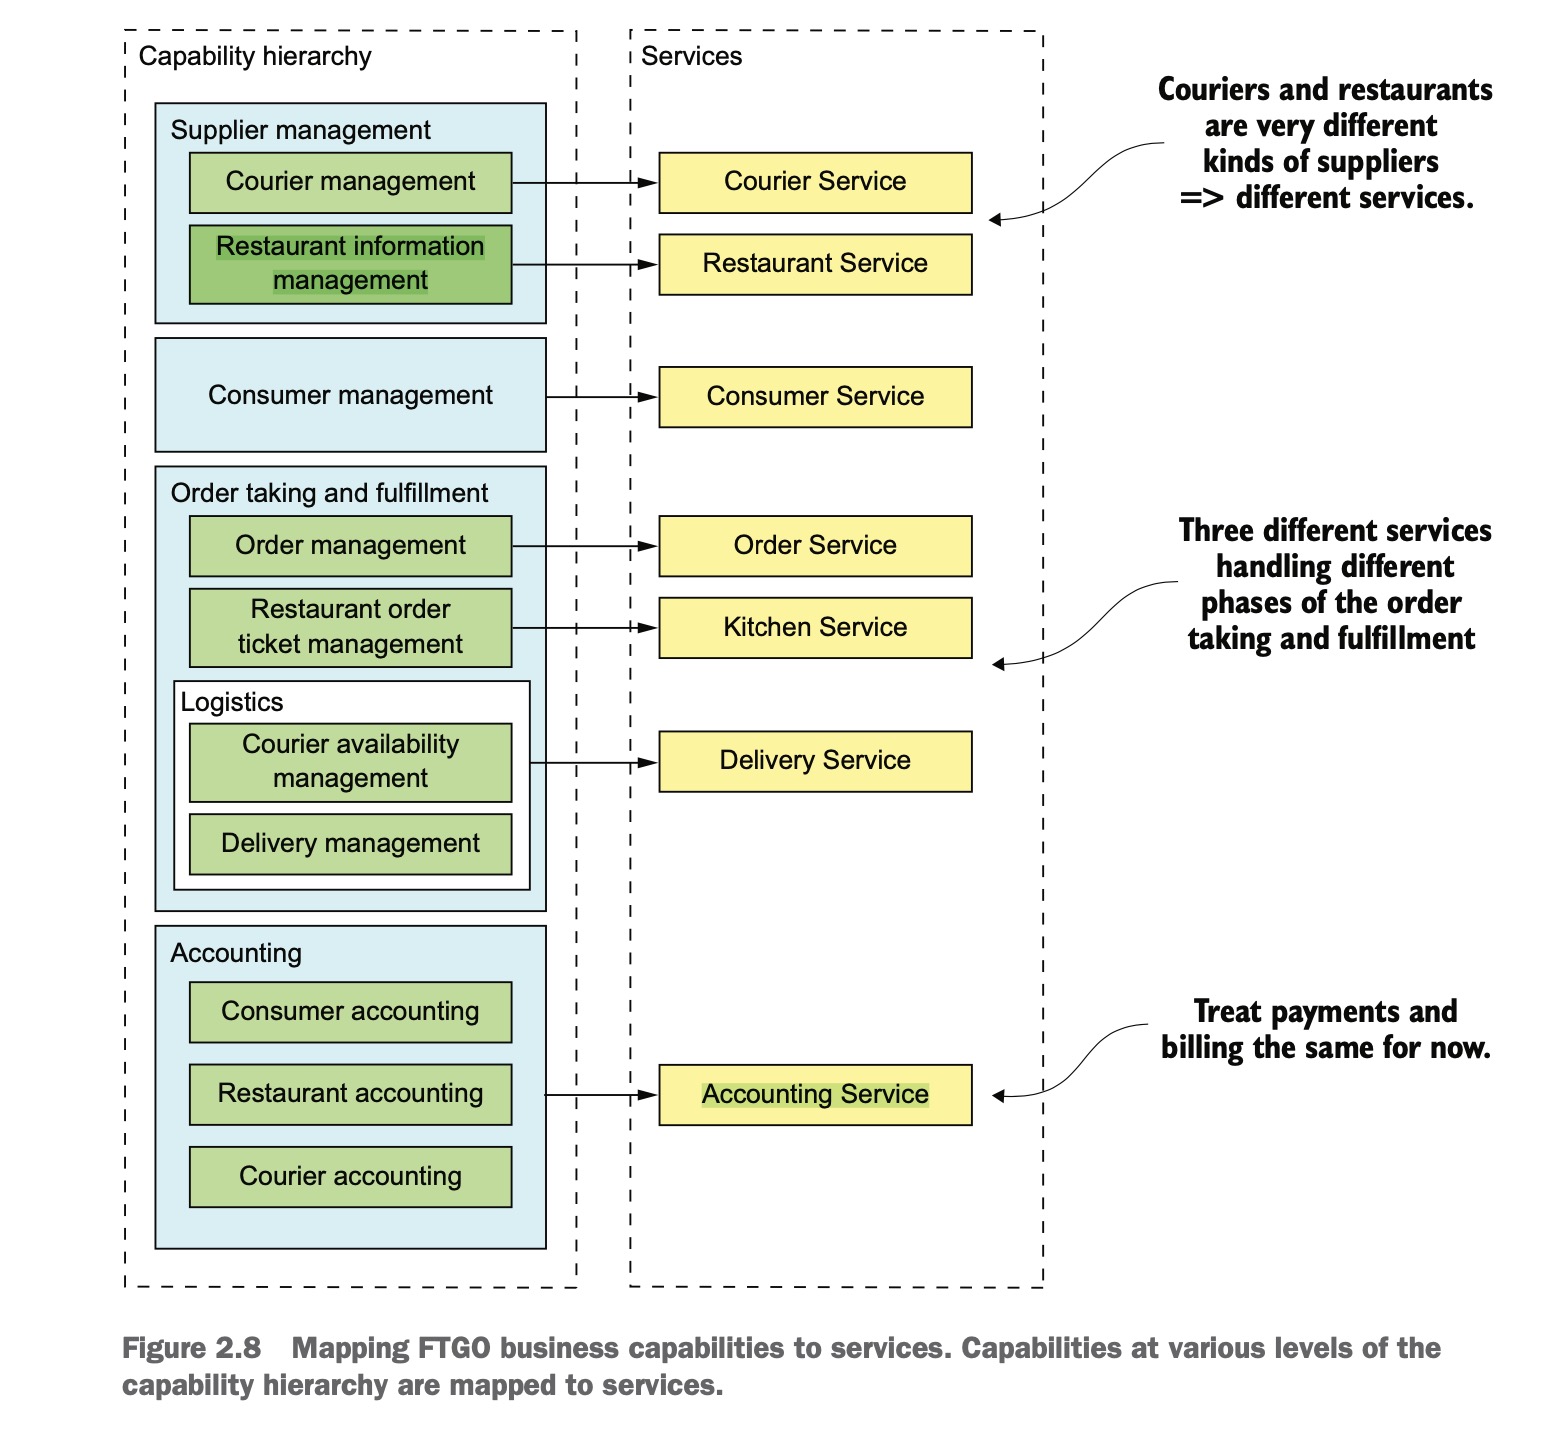 Capability hierarchy
Services
Supplier management
Courier management
Courier Service
Restaurant information
management
Restaurant Service
Couriers and restaurants
are very different
kinds of suppliers
=> different services.
Consumer management
Consumer Service
Order taking and fulfillment
Order management
Order Service
Restaurant order
ticket management
Kitchen Service
Three different services
handling different
phases of the order
taking and fulfillment
Logistics
Courier availability
management
Delivery management
Delivery Service
Accounting
Consumer accounting
Restaurant accounting
Courier accounting
Accounting Service
Treat payments and
billing the same for now.
Figure 2.8 Mapping FTGO business capabilities to services. Capabilities at various levels of the
capability hierarchy are mapped to services.